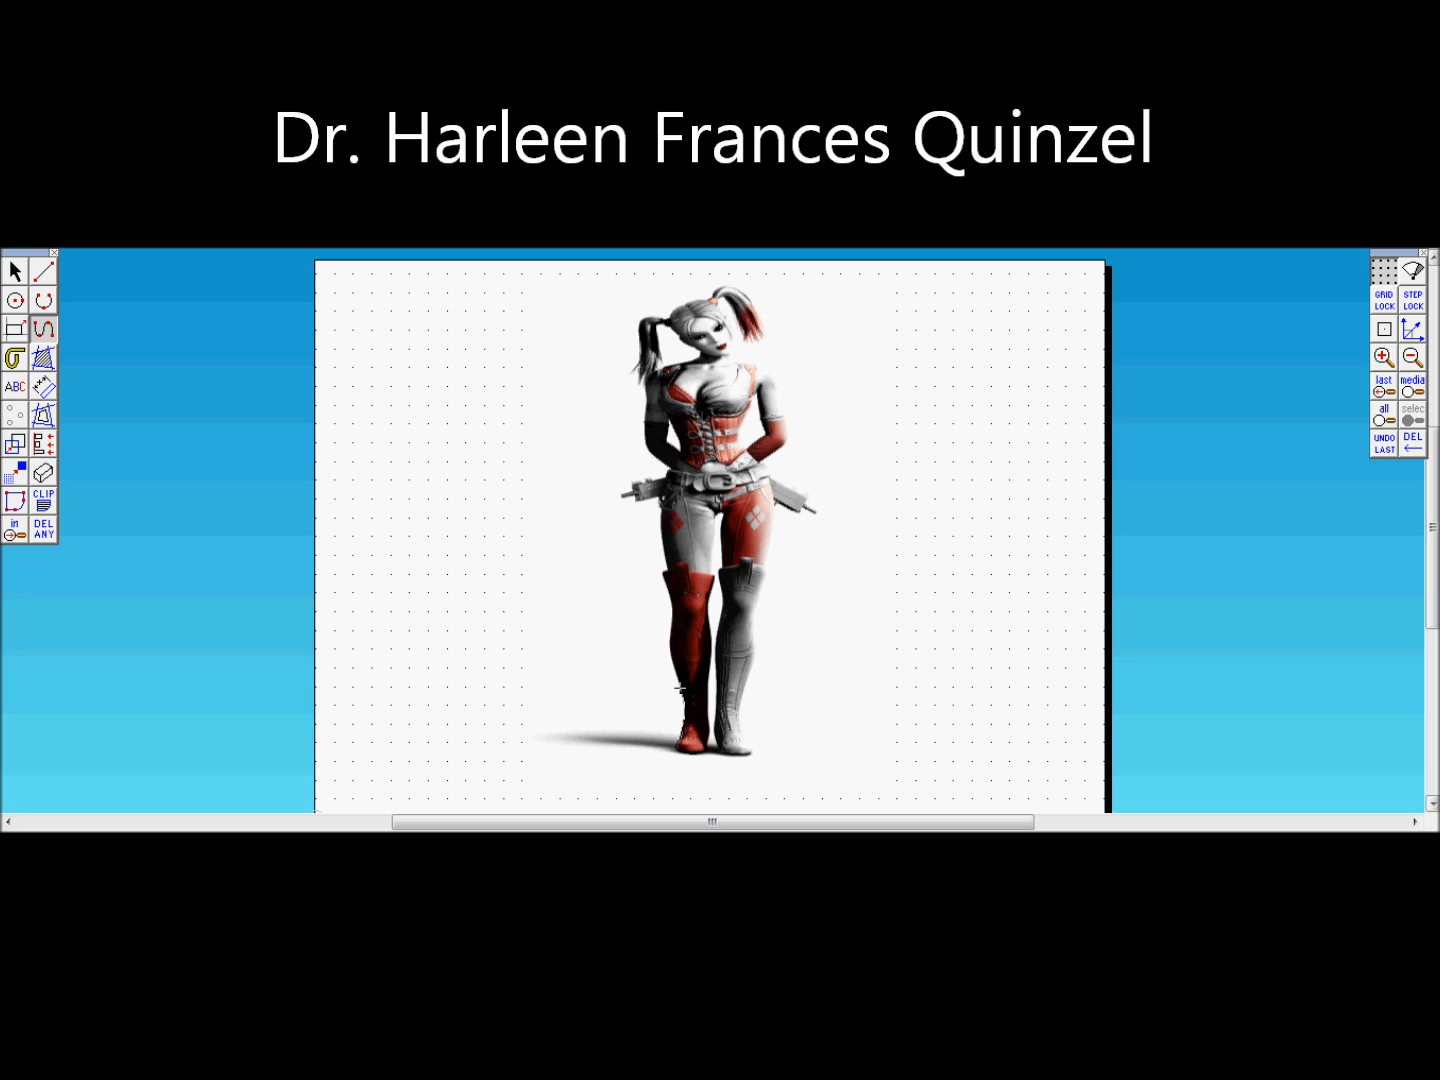 Dr. Harleen Frances Quinzel
ABC
CLIP
in
DEL
ANY
GRID
LOCK
STEP
LOCK
last
media
all
selec
UNDO
LAST
DEL